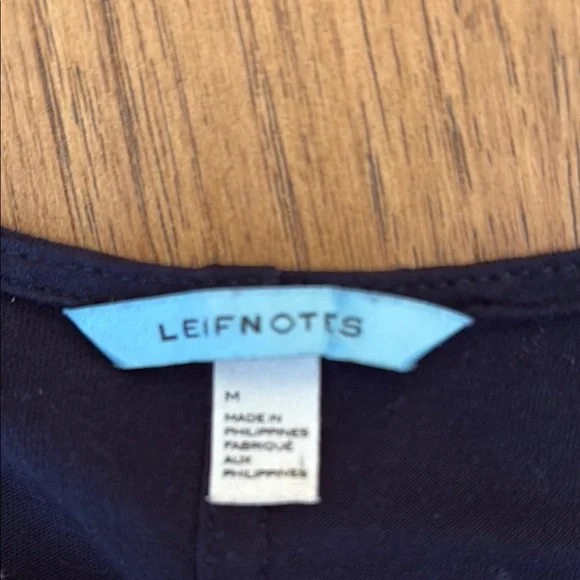 LEIFNOTES
M
MADE IN
PHILIPPINES
FABRIQUÉ
AUX
PHILIPPINES